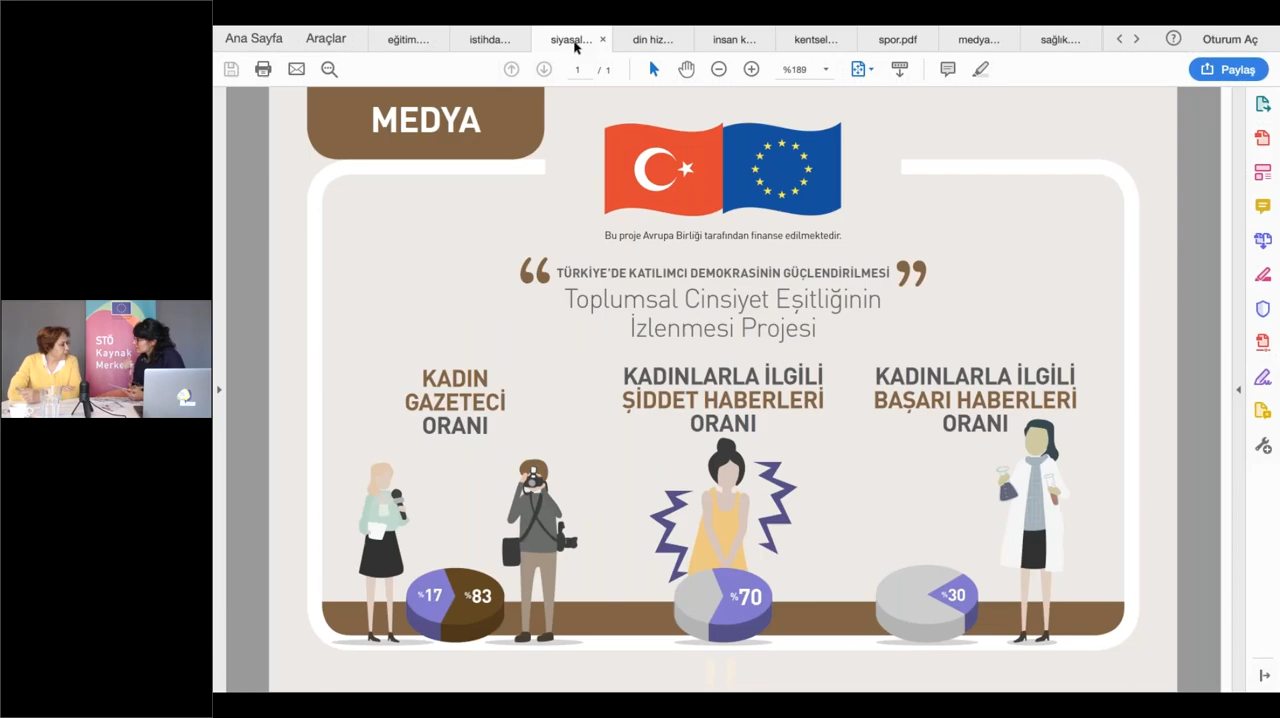 Ana Sayfa
Araçlar
eğitim....
istihda...
siyasal...
din hiz...
insan k...
kentsel...
spor.pdf
medya...
sağlık....
Oturum Aç
1 / 1
%189
Paylaş
MEDYA
Bu proje Avrupa Birliği tarafından finanse edilmektedir.
“ TÜRKİYE'DE KATILIMCI DEMOKRASİNİN GÜÇLENDİRİLMESİ ”
Toplumsal Cinsiyet Eşitliğinin
İzlenmesi Projesi
KADIN
GAZETECİ
ORANI
KADINLARLA İLGİLİ
ŞİDDET HABERLERİ
ORANI
KADINLARLA İLGİLİ
BAŞARI HABERLERİ
ORANI
%17
%83
%70
%30
STÖ
Kaynak
Merke